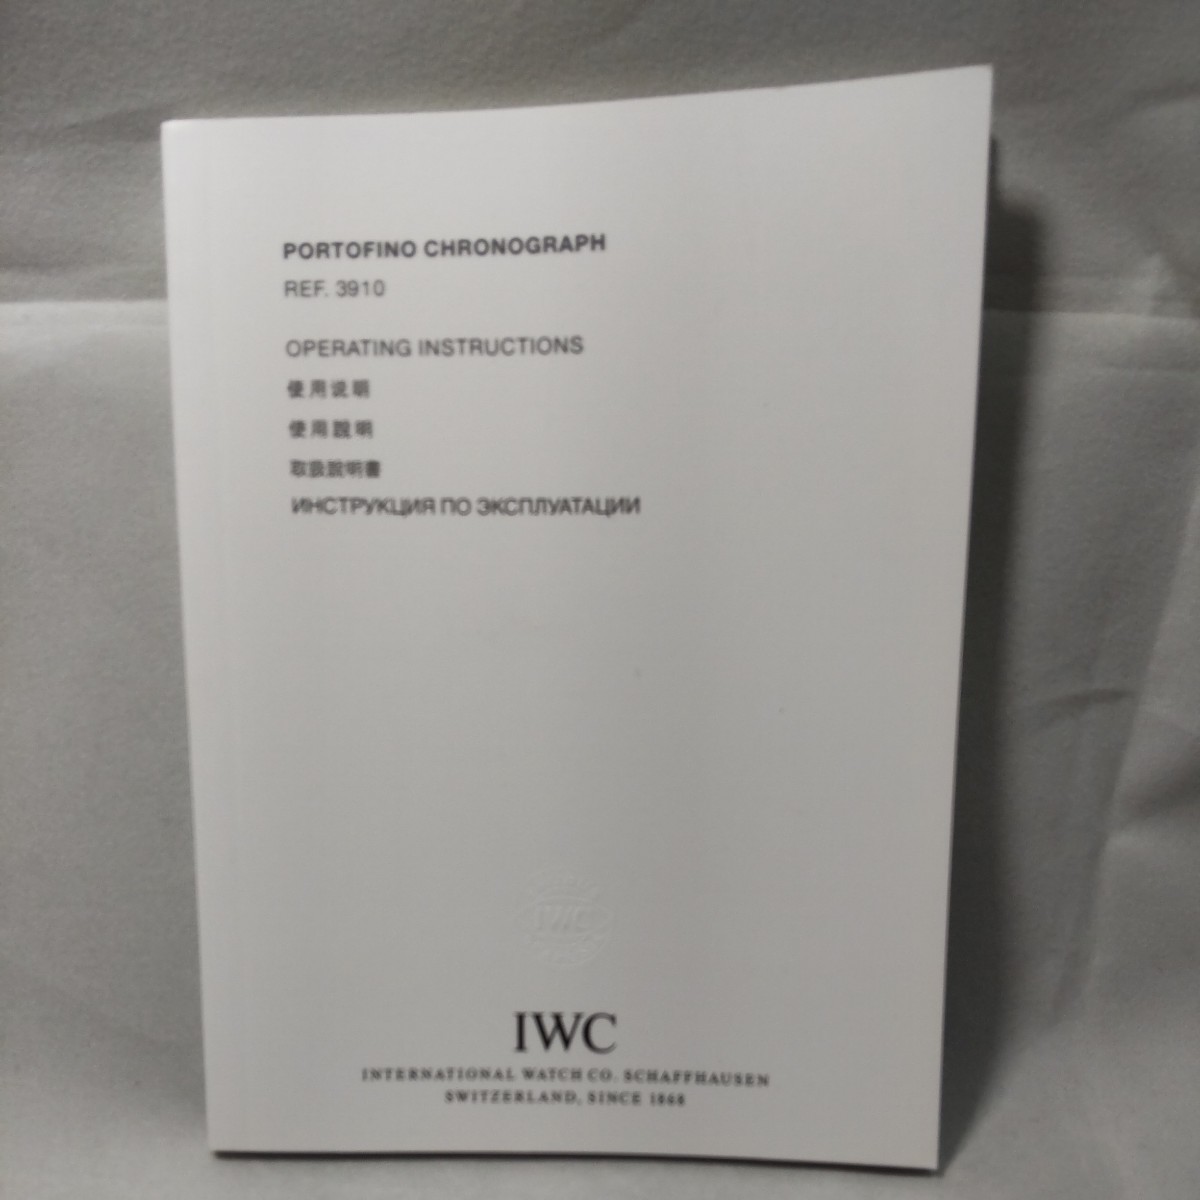 PORTOFINO CHRONOGRAPH
REF. 3910
OPERATING INSTRUCTIONS
使用说明
使用說明
取扱説明書
ИНСТРУКЦИЯ ПО ЭКСПЛУАТАЦИИ
IWC
IWC
INTERNATIONAL WATCH CO. SCHAFFHAUSEN
SWITZERLAND, SINCE 1868